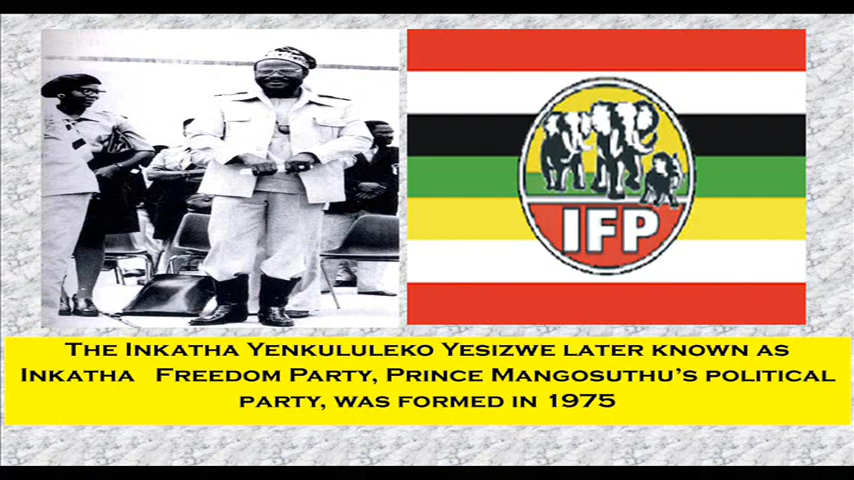 IFP
The Inkatha Yenkululeko Yesizwe later known as
Inkatha Freedom Party, Prince Mangosuthu's political
party, was formed in 1975